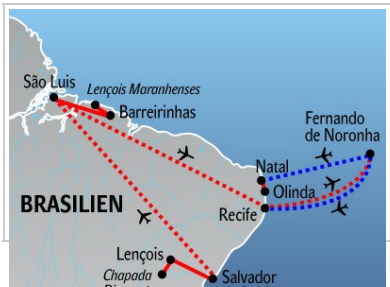 São Luis
Lençois Maranhenses
Barreirinhas
Fernando
de Noronha
Natal
Olinda
Recife
BRASILIEN
Lençois
Chapada
Salvador